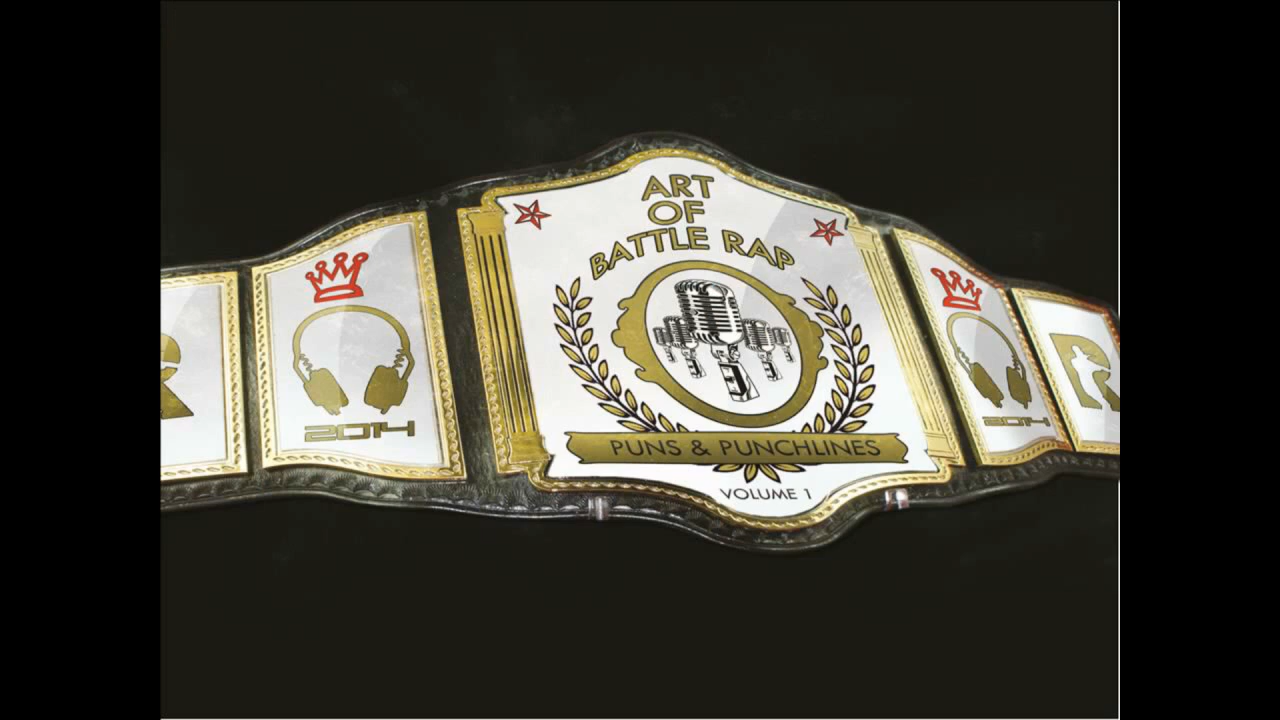 ART
OF
BATTLE RAP
PUNS & PUNCHLINES
VOLUME 1
2014
2014
R
R